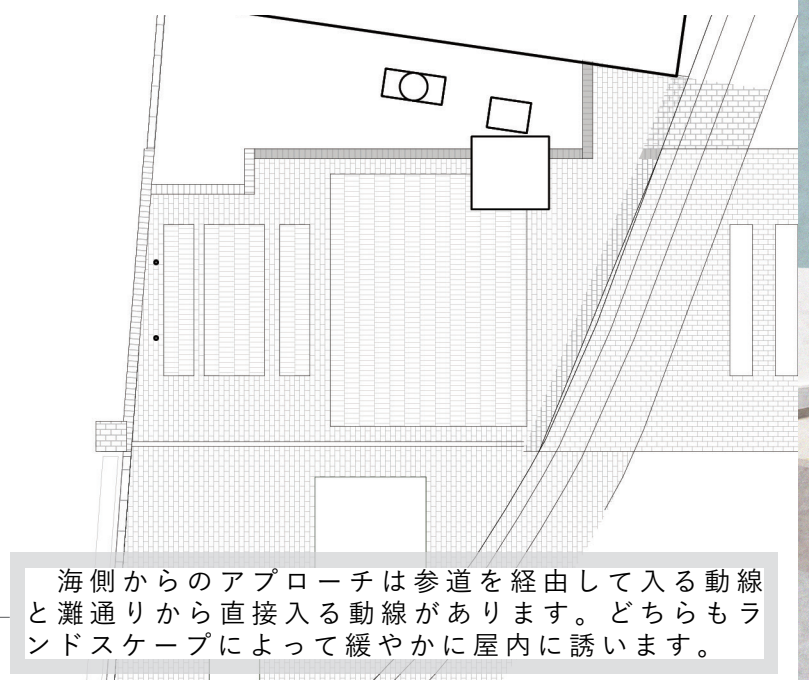 海側からのアプローチは参道を経由して入る動線
と灘通りから直接入る動線があります。どちらもラ
ンドスケープによって緩やかに屋内に誘います。